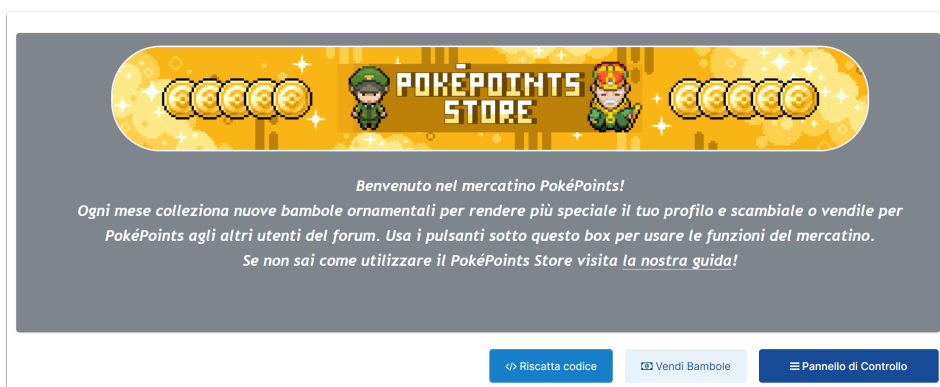 POKÉPOINTS
STORE
Benvenuto nel mercatino PokéPoints!
Ogni mese colleziona nuove bambole ornamentali per rendere più speciale il tuo profilo e scambiale o vendile per
PokéPoints agli altri utenti del forum. Usa i pulsanti sotto questo box per usare le funzioni del mercatino.
Se non sai come utilizzare il PokéPoints Store visita la nostra guida!
</> Riscatta codice
Vendi Bambole
Pannello di Controllo